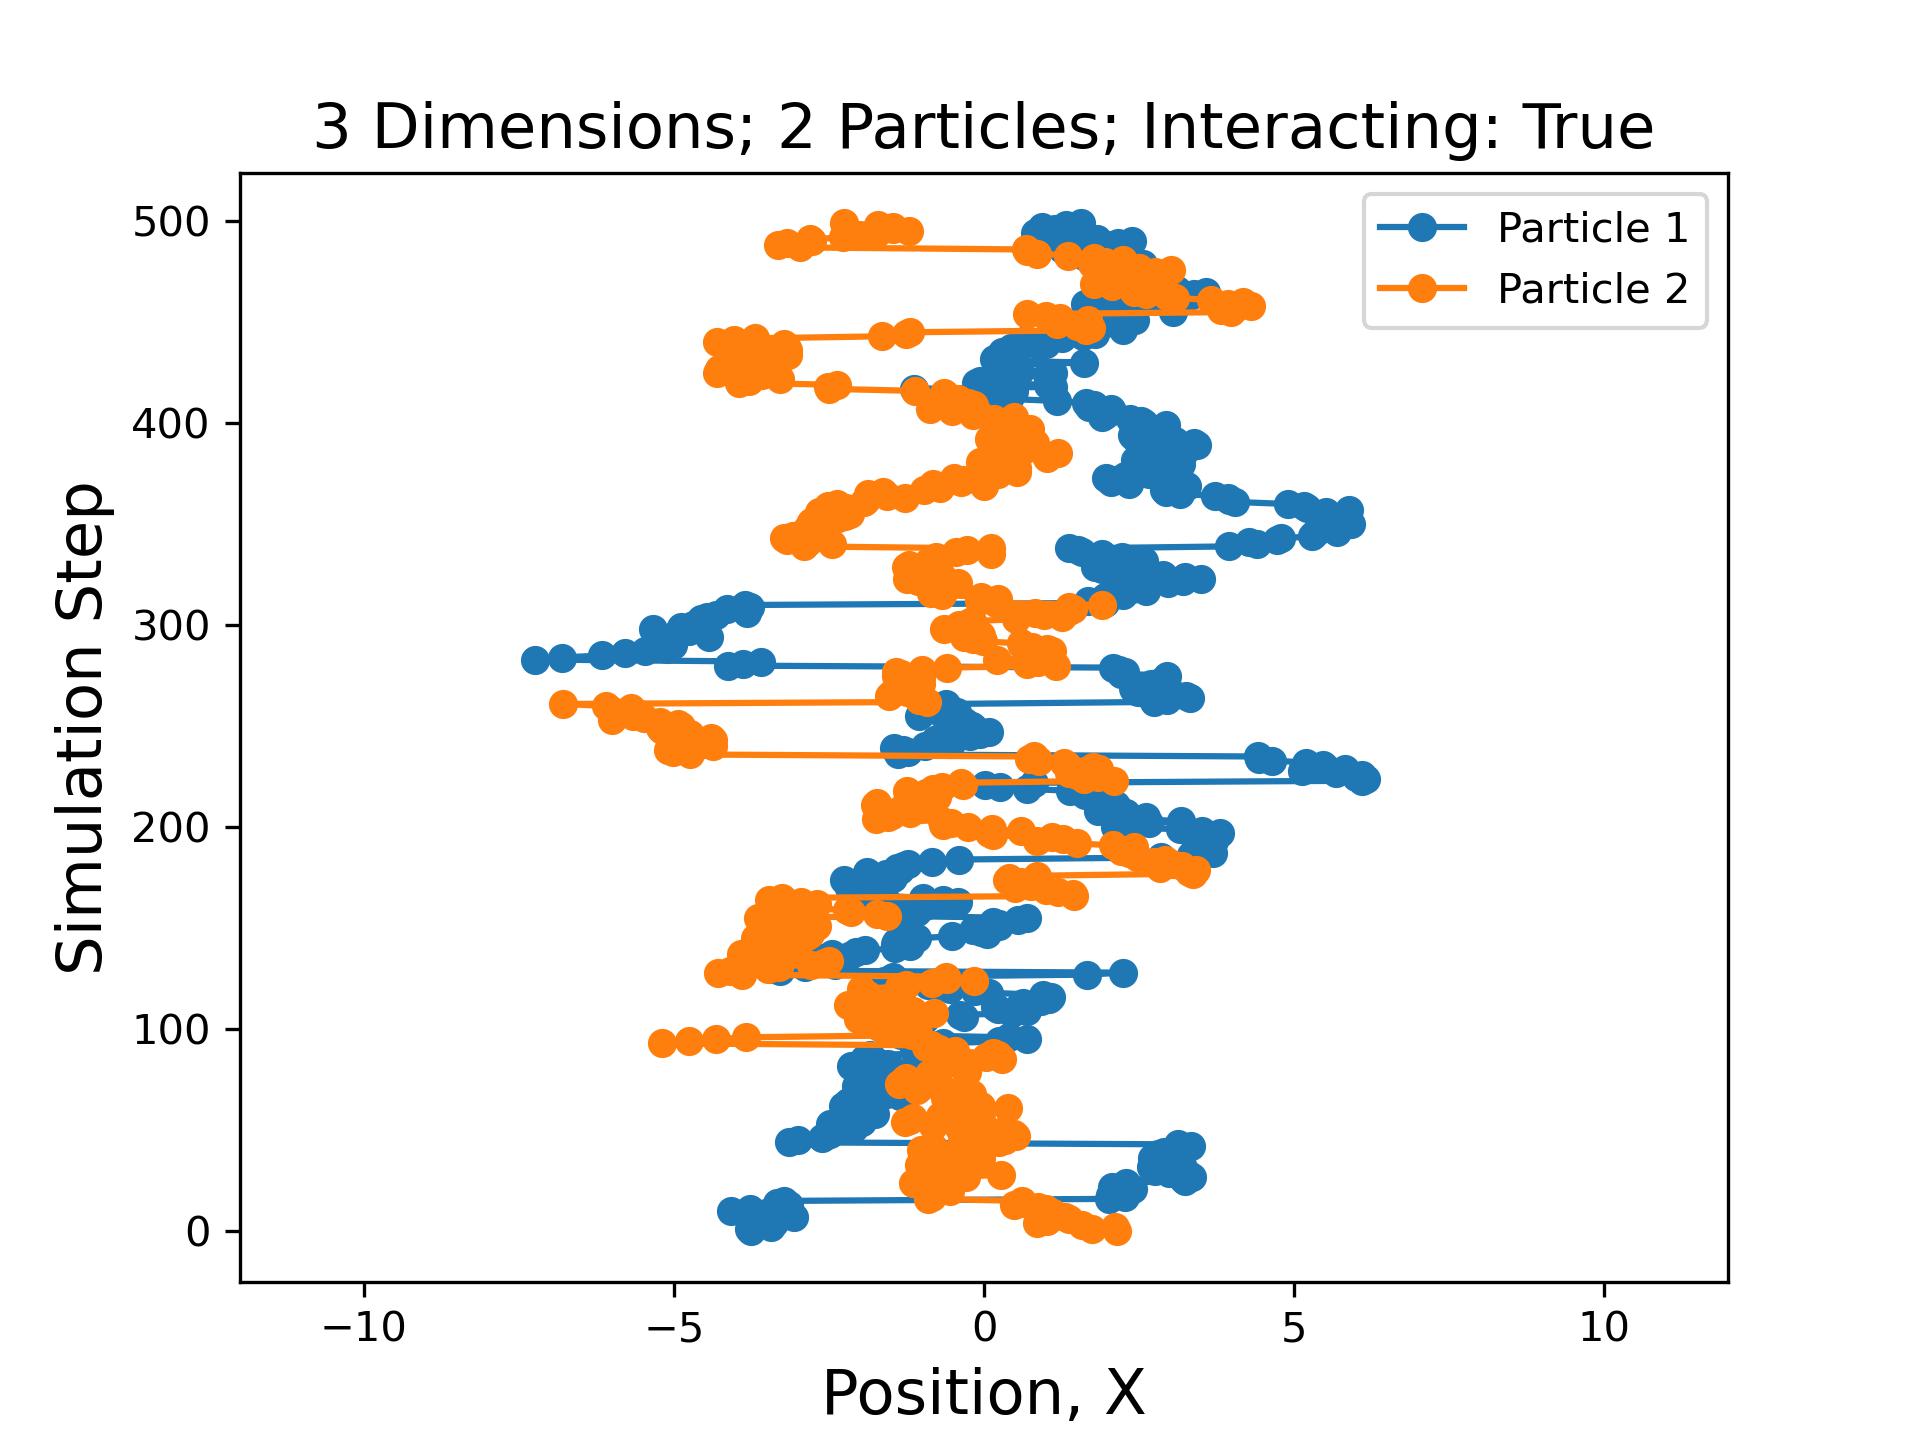 3 Dimensions; 2 Particles; Interacting: True
Particle 1
Particle 2
Simulation Step
500
400
300
200
100
0
−10 −5 0 5 10
Position, X